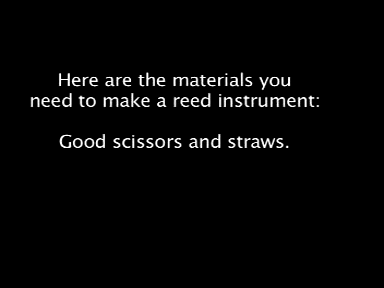 Here are the materials you
need to make a reed instrument:
Good scissors and straws.